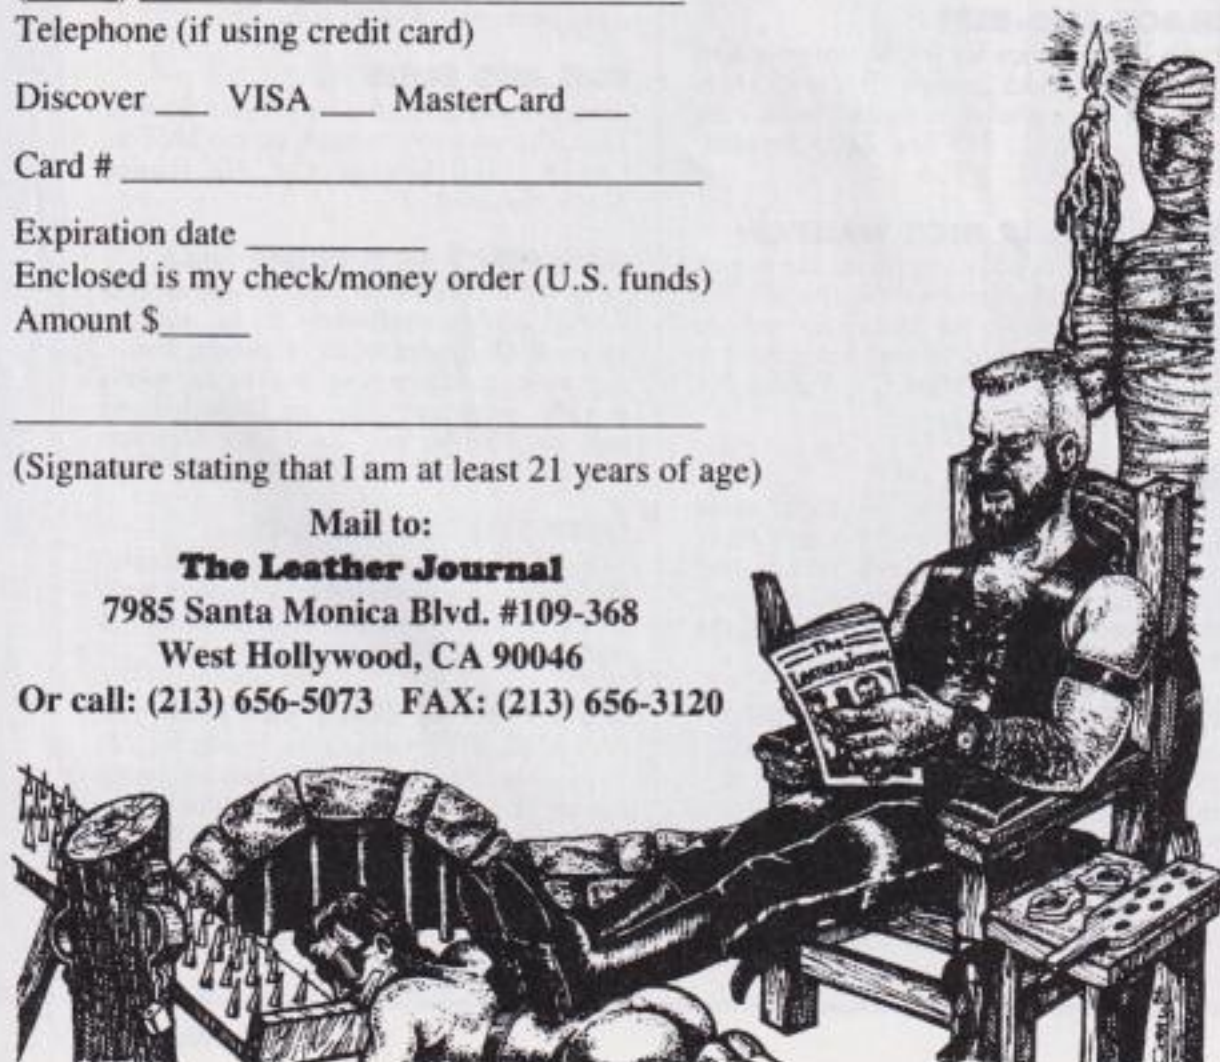 Telephone (if using credit card)
Discover ___ VISA ___ MasterCard ___
Card # ______________________________
Expiration date __________
Enclosed is my check/money order (U.S. funds)
Amount $_____
(Signature stating that I am at least 21 years of age)
Mail to:
The Leather Journal
7985 Santa Monica Blvd. #109-368
West Hollywood, CA 90046
Or call: (213) 656-5073 FAX: (213) 656-3120
The
Leather Journal